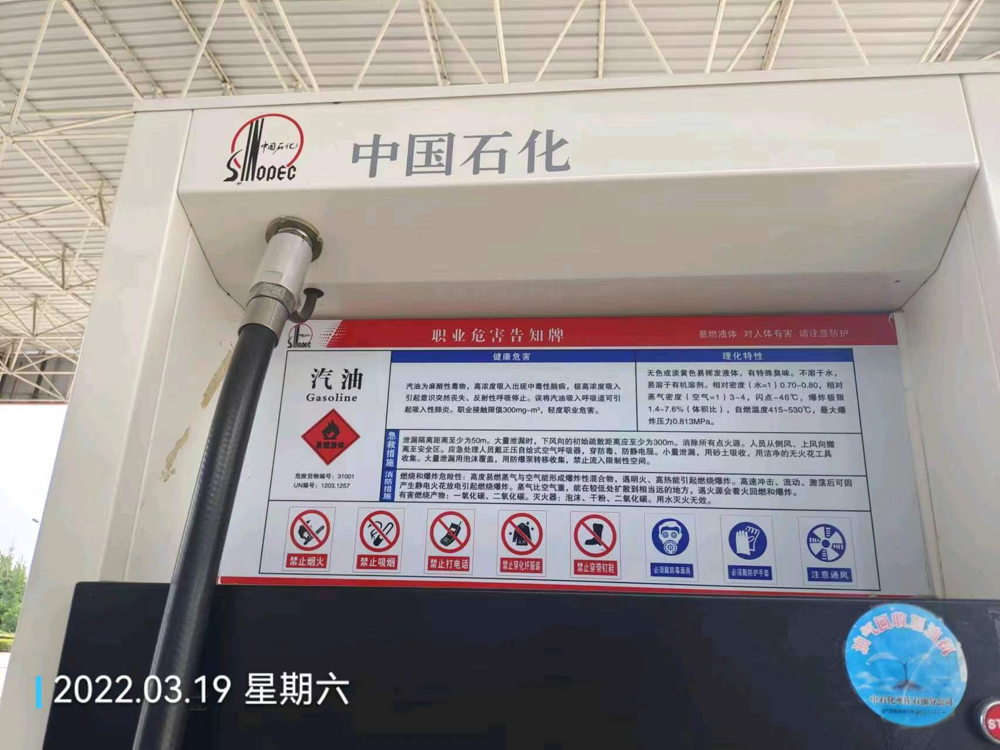 中国石化
SINOPEC
中国石化
中国石化
SINOPEC
职业危害告知牌
易燃液体 对人体有害 请注意防护
汽油
Gasoline
易燃液体
危险货物编号：31001
UN编号：1203.1257
健康危害
汽油为麻醉性毒物，高浓度吸入出现中毒性脑病，极高浓度吸入
引起意识突然丧失、反射性呼吸停止。误将汽油吸入呼吸道可引
起吸入性肺炎。职业接触限值300mg-m³，轻度职业危害。
理化特性
无色或淡黄色易挥发液体，有特殊臭味。不溶于水，
易溶于有机溶剂。相对密度（水=1）0.70~0.80，相对
蒸气密度（空气=1）3~4，闪点-46℃，爆炸极限
1.4~7.6%（体积比），自燃温度415~530℃，最大爆
炸压力0.813MPa。
急救措施
泄漏隔离距离至少为50m。大量泄漏时，下风向的初始疏散距离应至少为300m。消除所有点火源。人员从侧风、上风向撤
离至安全区。应急处理人员戴正压自给式空气呼吸器，穿防毒、防静电服。小量泄漏，用砂土吸收，用洁净的无火花工具
收集。大量泄漏用泡沫覆盖，用防爆泵转移收集，禁止流入限制性空间。
消防措施
燃烧和爆炸危险性：高度易燃蒸气与空气能形成爆炸性混合物，遇明火、高热能引起燃烧爆炸。高速冲击、流动、激荡后可因
产生静电火花放电引起燃烧爆炸。蒸气比空气重，能在较低处扩散到相当远的地方，遇火源会着火回燃和爆炸。
有害燃烧产物：一氧化碳、二氧化碳。灭火器：泡沫、干粉、二氧化碳。用水灭火无效。
禁止烟火
禁止吸烟
禁止打电话
化纤
禁止穿化纤服装
禁止穿带钉鞋
必须戴防毒面具
必须戴防护手套
注意通风
油气回收加油机
ST
2022.03.19 星期六